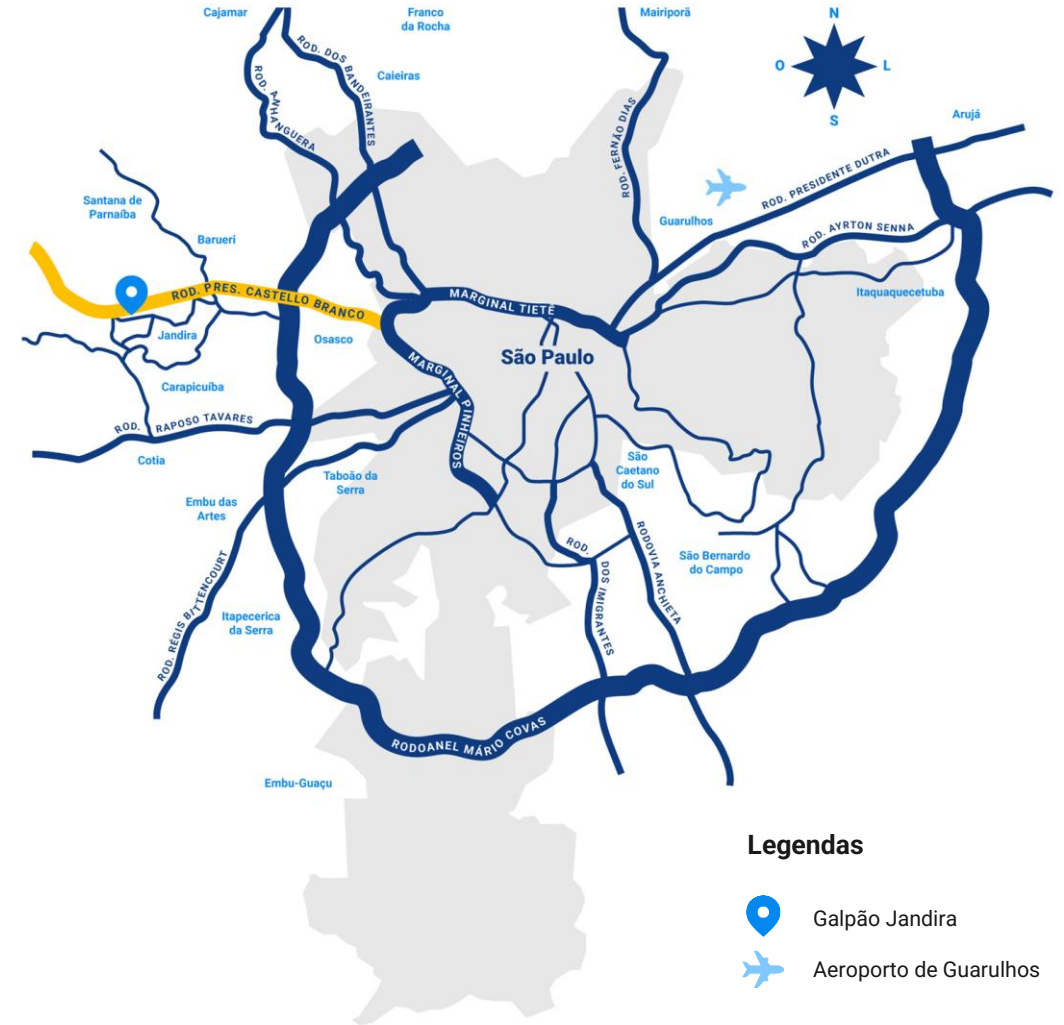 Cajamar
Franco
da Rocha
Mairiporã
N
O
L
S
ROD. DOS BANDEIRANTES
Caieiras
ROD. ANHANGUERA
ROD. FERNÃO DIAS
Arujá
ROD. PRESIDENTE DUTRA
Santana de
Parnaíba
Guarulhos
Barueri
ROD. AYRTON SENNA
ROD. PRES. CASTELLO BRANCO
MARGINAL TIETÊ
Itaquaquecetuba
Jandira
Osasco
São Paulo
Carapicuíba
MARGINAL PINHEIROS
ROD. RAPOSO TAVARES
Cotia
Taboão da
Serra
São
Caetano
do Sul
Embu das
Artes
ROD. DOS IMIGRANTES
RODOVIA ANCHIETA
São Bernardo
do Campo
ROD. RÉGIS BITTENCOURT
Itapecerica
da Serra
RODOANEL MÁRIO COVAS
Embu-Guaçu
Legendas
Galpão Jandira
Aeroporto de Guarulhos